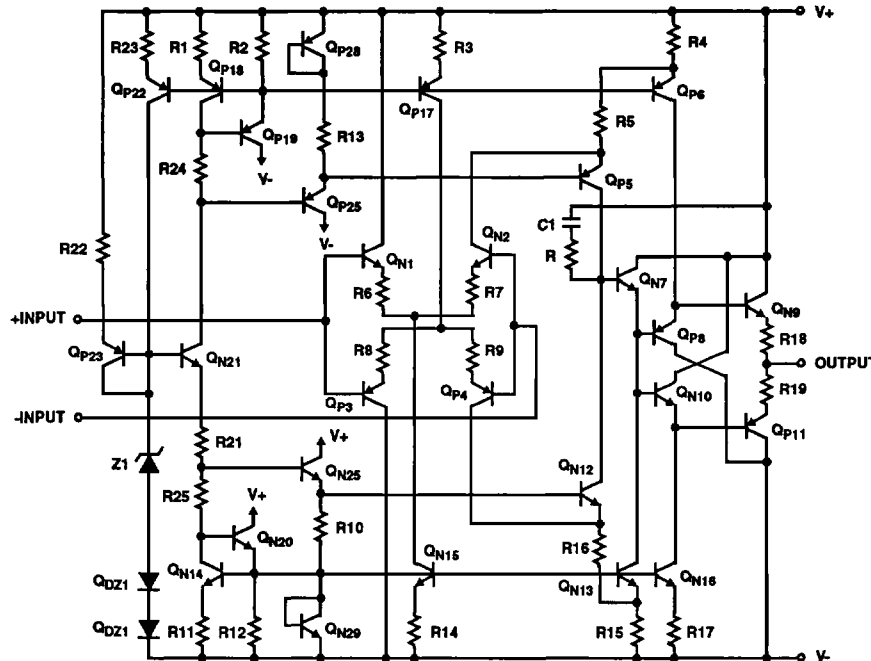 V+
R23 R1 R2 QP28 R3 R4
QP22 QP18 QP17 QP6
QP19 R13 R5
R24 V- QP5
QP25
V- C1
R22 QN1 QN2 R QN7
R6 R7
+INPUT QN9
R8 R9 QP8 R18
QP23 QN21 OUTPUT
QP3 QP4 QN10 R19
-INPUT
V+ QP11
R21
Z1 QN25 QN12
R25 V+
QN20 R10
QN14 QN15 R16
QDZ1 QN13 QN16
QDZ1 R11 R12 QN29 R14 R15 R17
V-